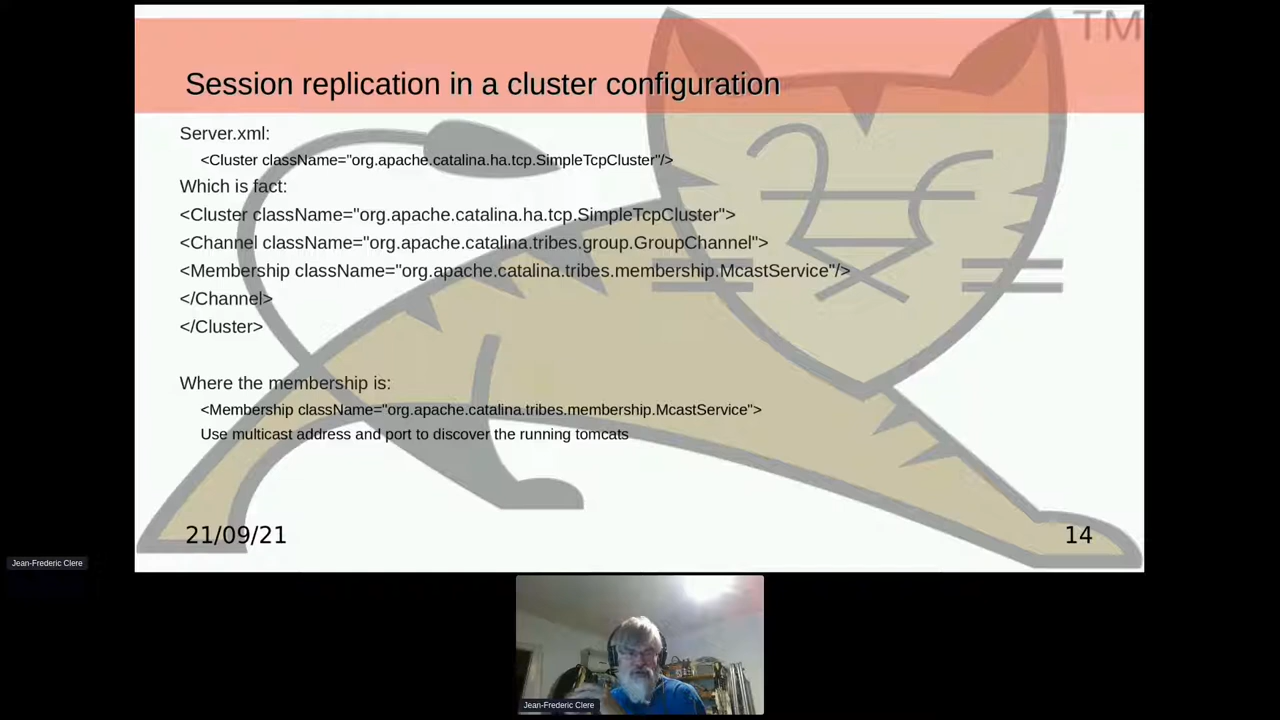 TM
Session replication in a cluster configuration
Server.xml:
<Cluster className="org.apache.catalina.ha.tcp.SimpleTcpCluster"/>
Which is fact:
<Cluster className="org.apache.catalina.ha.tcp.SimpleTcpCluster">
<Channel className="org.apache.catalina.tribes.group.GroupChannel">
<Membership className="org.apache.catalina.tribes.membership.McastService"/>
</Channel>
</Cluster>
Where the membership is:
<Membership className="org.apache.catalina.tribes.membership.McastService">
Use multicast address and port to discover the running tomcats
21/09/21
14
Jean-Frederic Clere
Jean-Frederic Clere